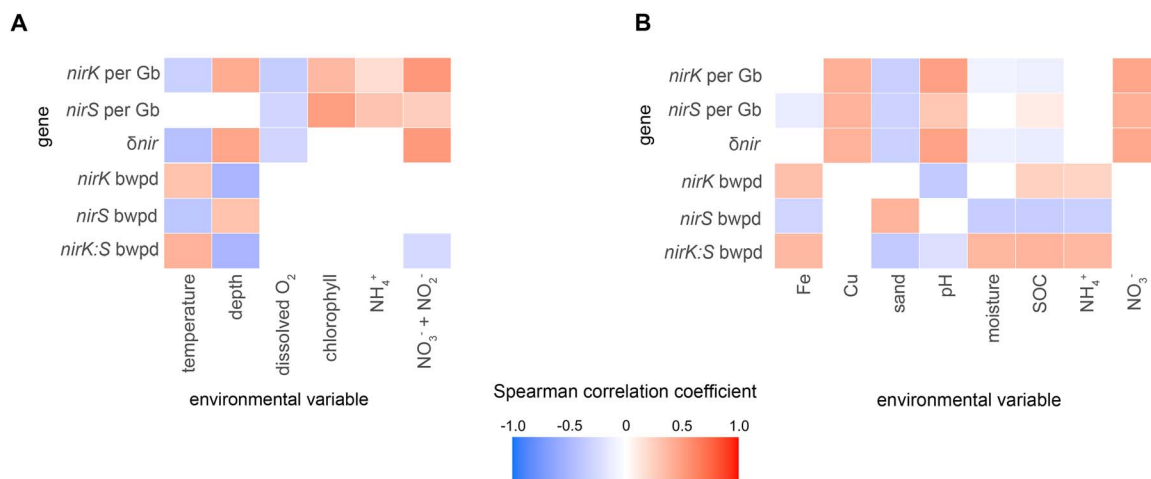 A
gene
nirK per Gb
nirS per Gb
δnir
nirK bwpd
nirS bwpd
nirK:S bwpd
temperature
depth
dissolved O₂
chlorophyll
NH₄⁺
NO₃⁻ + NO₂⁻
environmental variable
B
gene
nirK per Gb
nirS per Gb
δnir
nirK bwpd
nirS bwpd
nirK:S bwpd
Fe
Cu
sand
pH
moisture
SOC
NH₄⁺
NO₃⁻
environmental variable
Spearman correlation coefficient
-1.0 -0.5 0 0.5 1.0